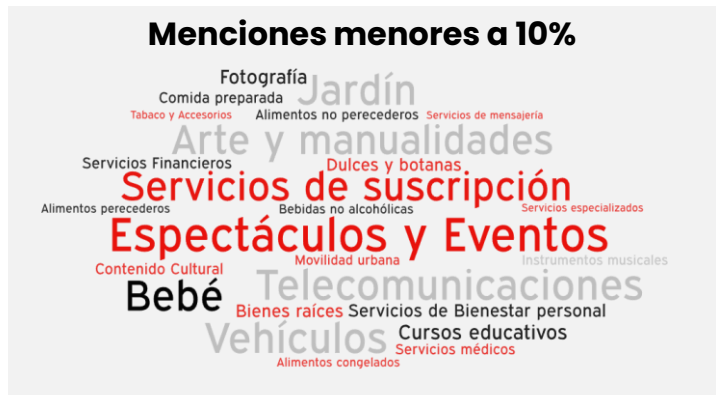 Menciones menores a 10%
Fotografía
Jardín
Comida preparada
Tabaco y Accesorios
Alimentos no perecederos
Servicios de mensajería
Arte y manualidades
Servicios Financieros
Dulces y botanas
Servicios de suscripción
Alimentos perecederos
Bebidas no alcohólicas
Servicios especializados
Espectáculos y Eventos
Movilidad urbana
Instrumentos musicales
Contenido Cultural
Telecomunicaciones
Bebé
Bienes raíces
Servicios de Bienestar personal
Vehículos
Cursos educativos
Servicios médicos
Alimentos congelados